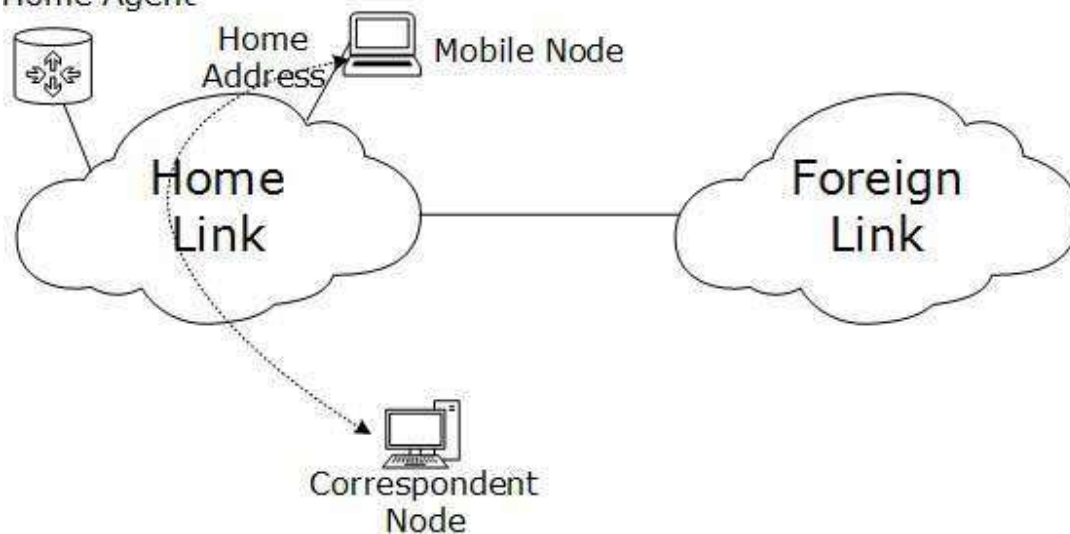 Home Agent
Home
Address
Mobile Node
Home
Link
Foreign
Link
Correspondent
Node